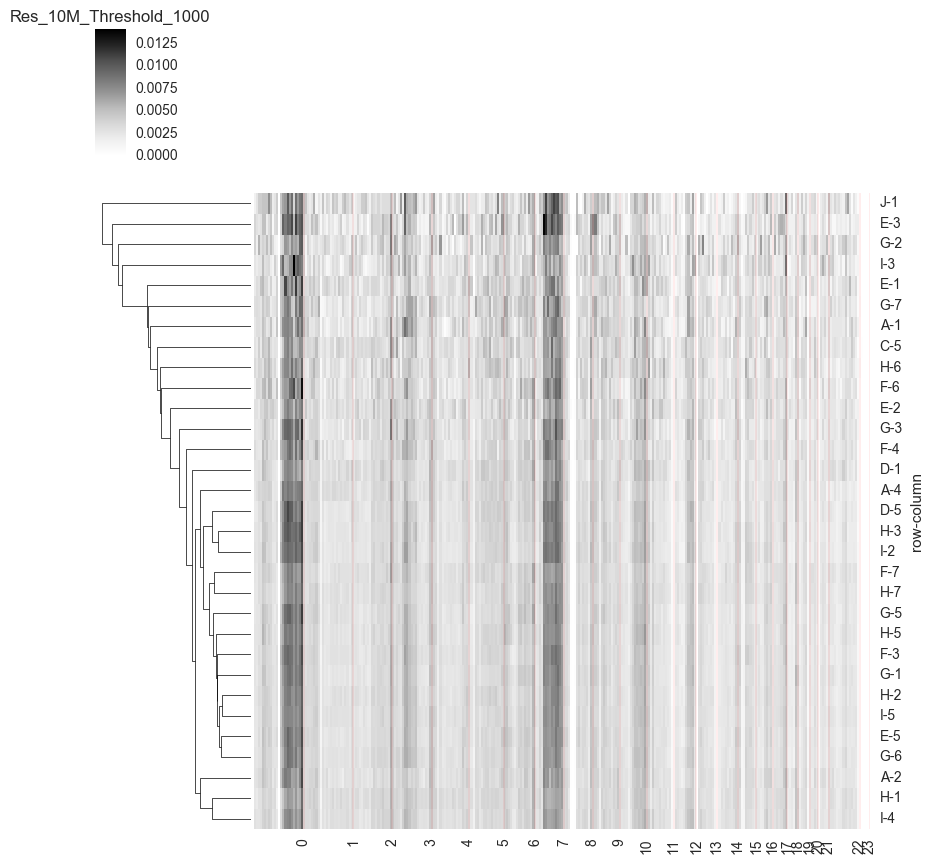 Res_10M_Threshold_1000
0.0125
0.0100
0.0075
0.0050
0.0025
0.0000
J-1
E-3
G-2
I-3
E-1
G-7
A-1
C-5
H-6
F-6
E-2
G-3
F-4
D-1
A-4
D-5
H-3
I-2
F-7
H-7
G-5
H-5
F-3
G-1
H-2
I-5
E-5
G-6
A-2
H-1
I-4
row-column
0 1 2 3 4 5 6 7 8 9 10 11 12 13 14 15 16 17 18 19 20 21 22 23